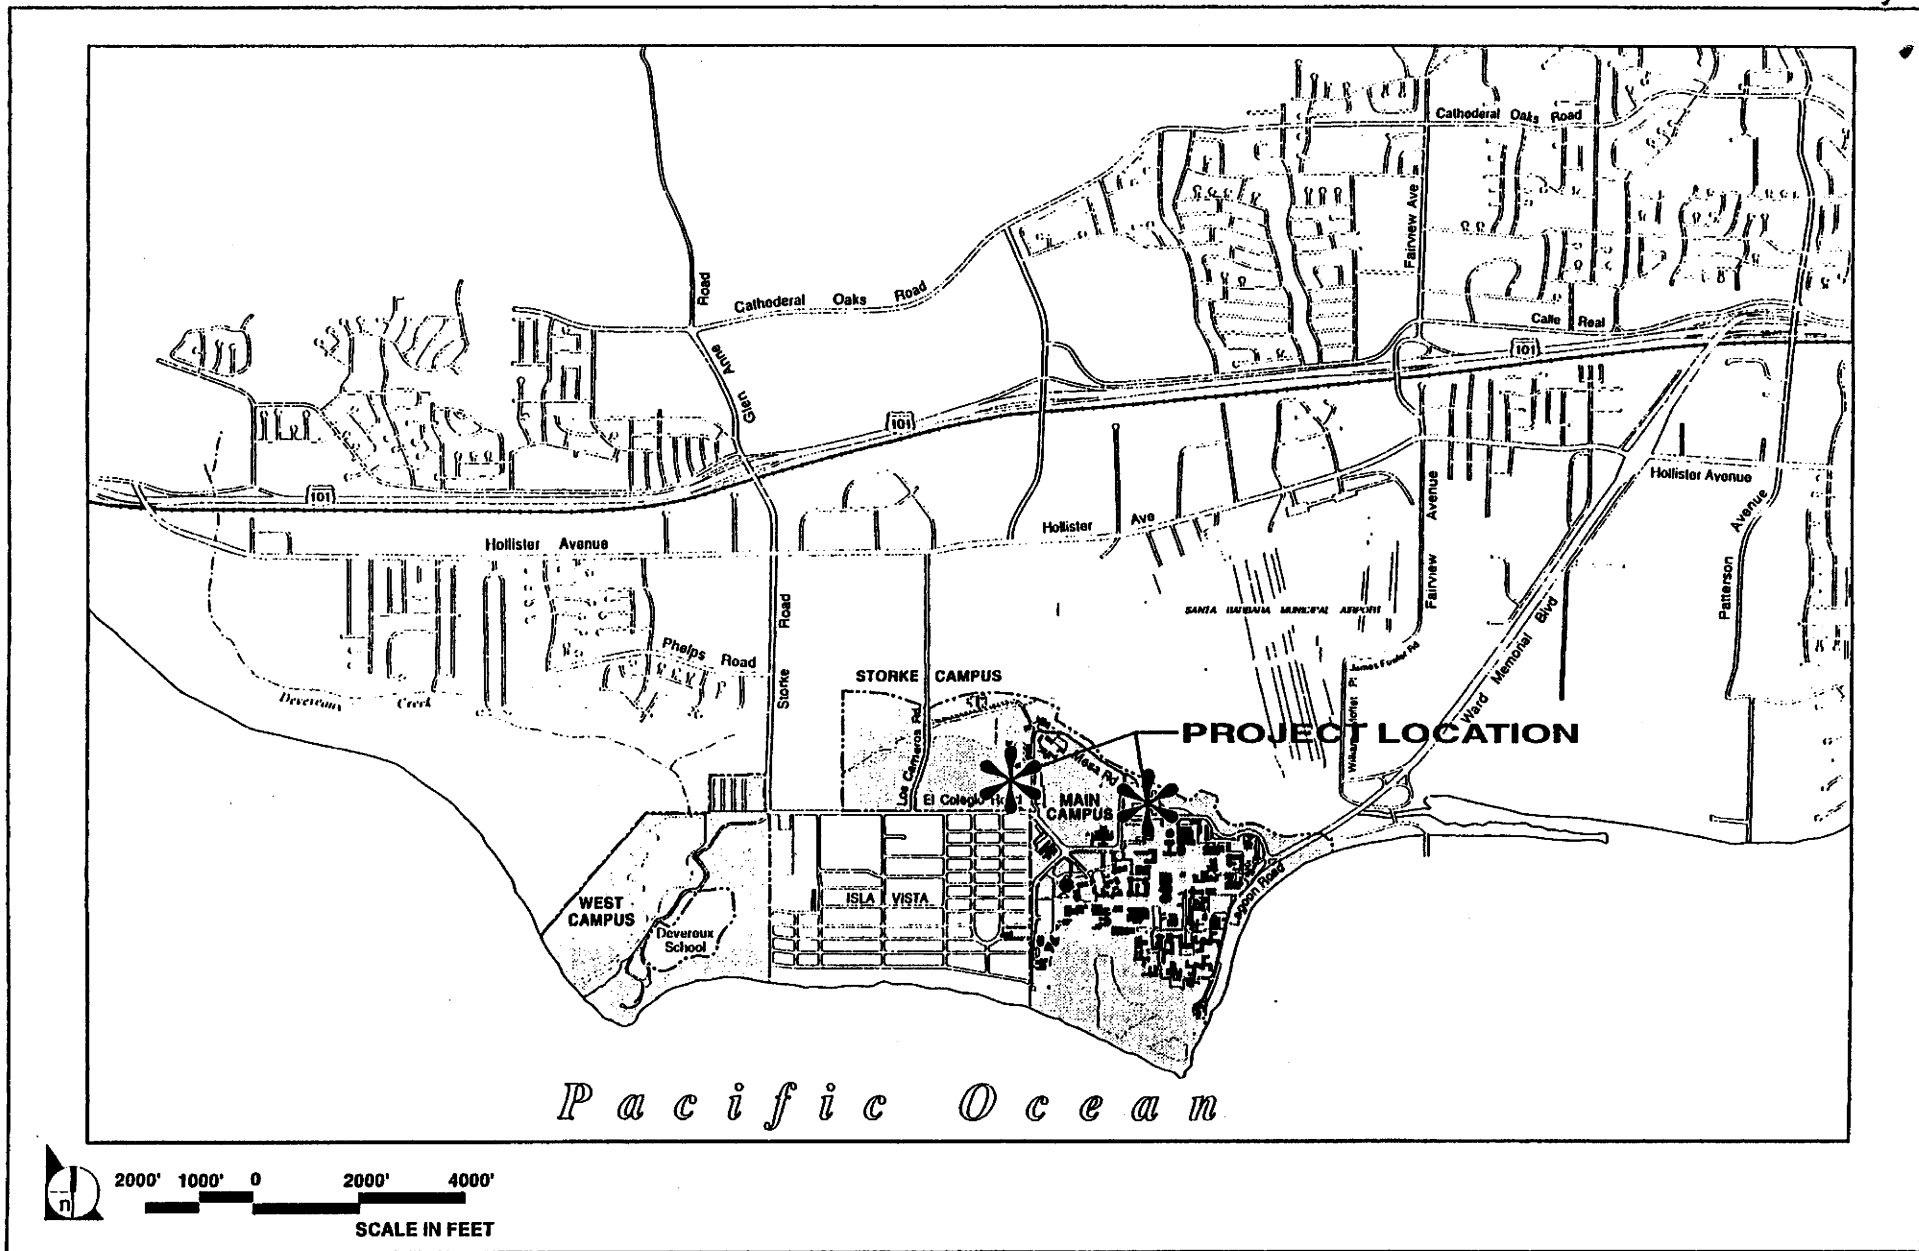 Cathoderal Oaks Road
Fairview Ave
Road
Cathoderal Oaks Road
Calle Real
101
Glen Anne
101
101
Hollister Avenue
Hollister Ave
Hollister Avenue
Fairview Avenue
Patterson Avenue
SANTA BARBARA MUNICIPAL AIRPORT
Storke Road
Phelps Road
James Fowler Rd
Ward Memorial Blvd
Devereux Creek
STORKE CAMPUS
Los Carneros Rd
PROJECT LOCATION
Mesa Rd
El Colegio Road
MAIN
CAMPUS
WEST
CAMPUS
ISLA VISTA
Devereux
School
Lagoon Road
Pacific Ocean
n
2000' 1000' 0 2000' 4000'
SCALE IN FEET